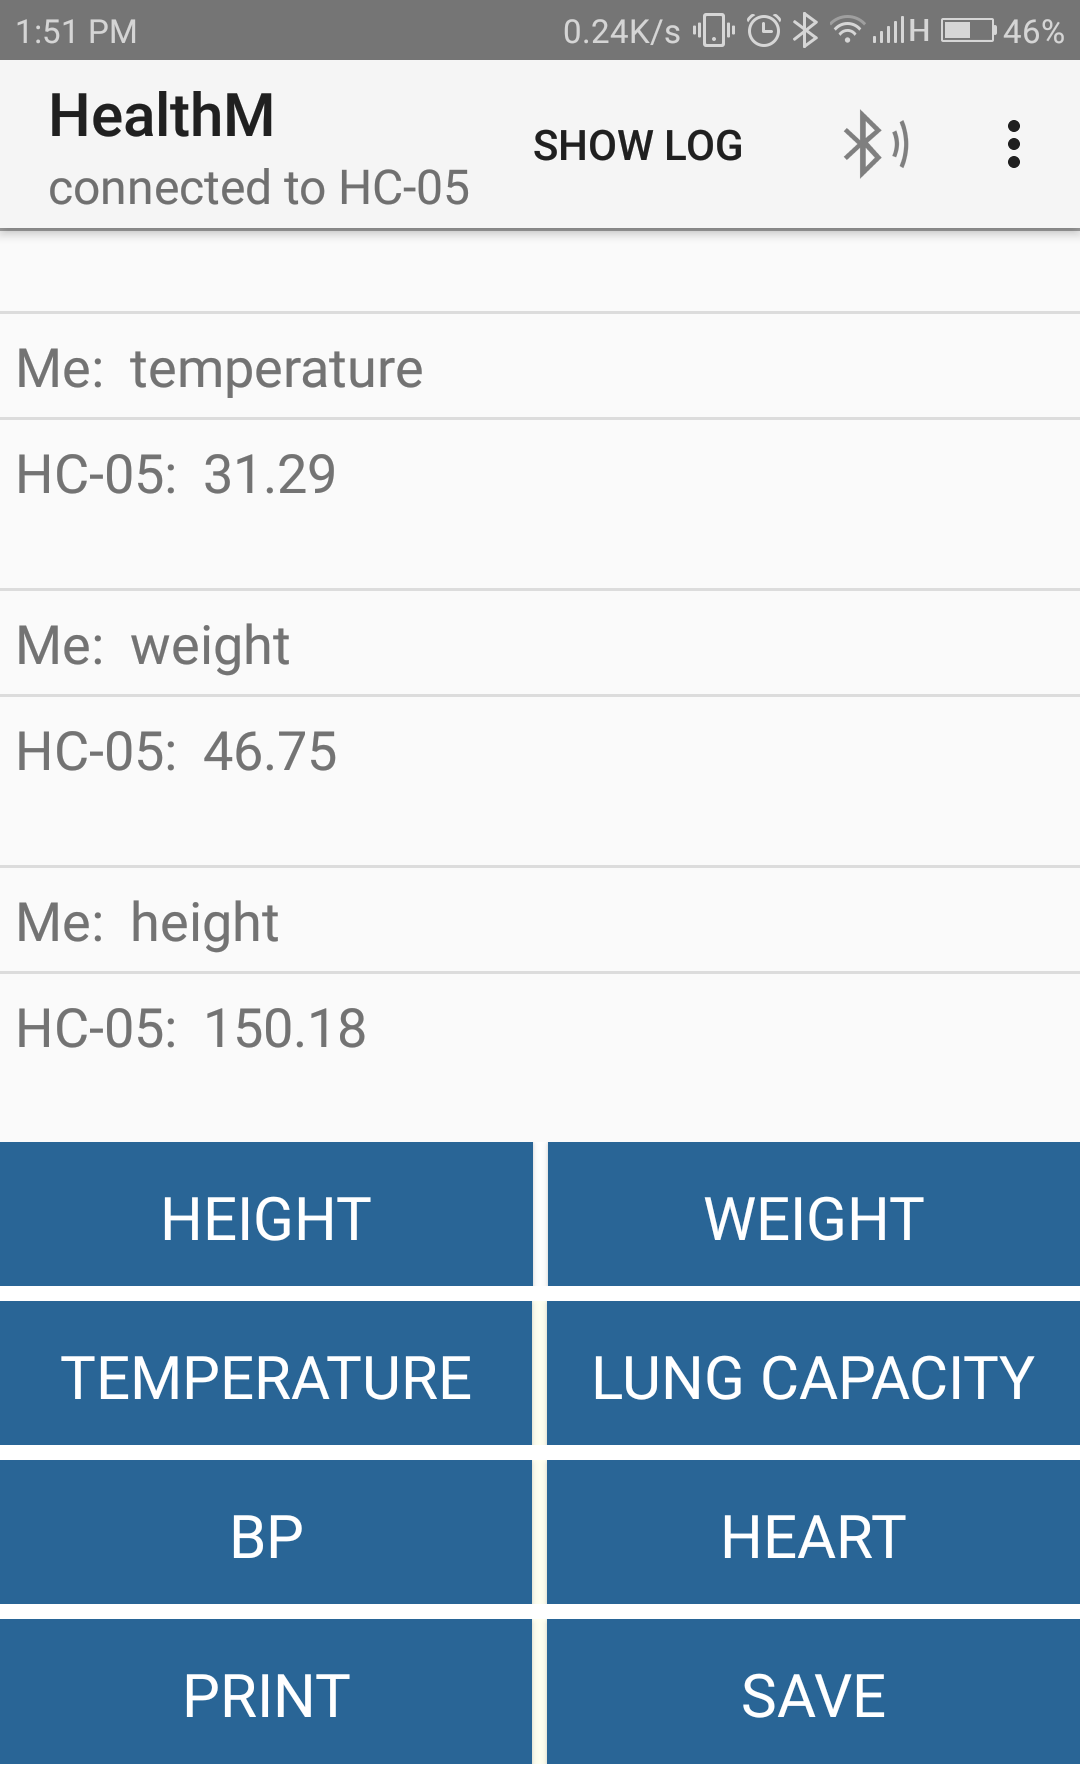 1:51 PM 0.24K/s H 46%
HealthM
SHOW LOG
connected to HC-05
Me: temperature
HC-05: 31.29
Me: weight
HC-05: 46.75
Me: height
HC-05: 150.18
HEIGHT WEIGHT
TEMPERATURE LUNG CAPACITY
BP HEART
PRINT SAVE